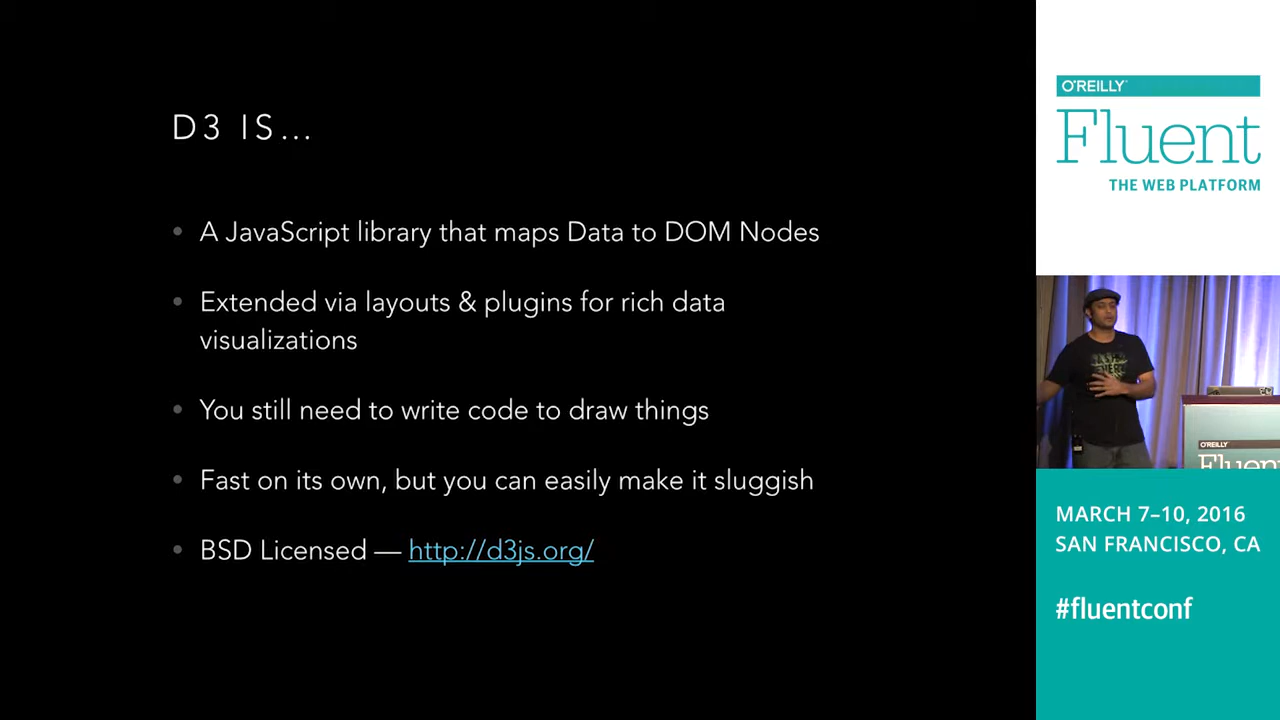 D3 IS...
• A JavaScript library that maps Data to DOM Nodes
• Extended via layouts & plugins for rich data
visualizations
• You still need to write code to draw things
• Fast on its own, but you can easily make it sluggish
• BSD Licensed — http://d3js.org/
O'REILLY™
Fluent
THE WEB PLATFORM
O'REILLY
Fluent
MARCH 7–10, 2016
SAN FRANCISCO, CA
#fluentconf